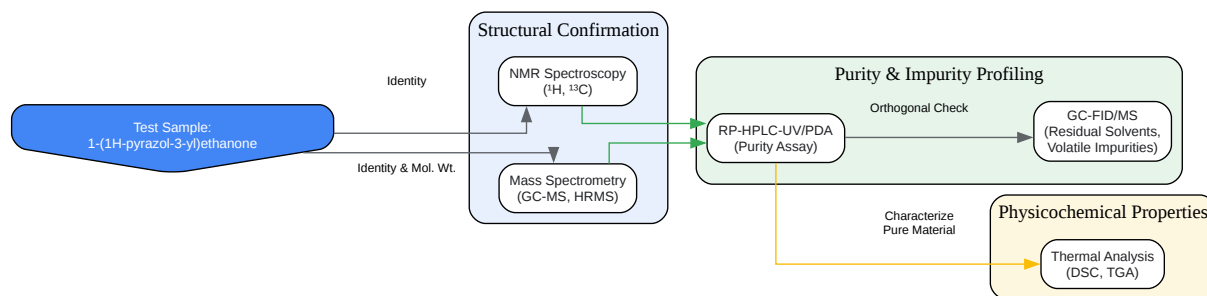 Structural Confirmation
NMR Spectroscopy
(¹H, ¹³C)
Identity
Test Sample:
1-(1H-pyrazol-3-yl)ethanone
Identity & Mol. Wt.
Mass Spectrometry
(GC-MS, HRMS)
Purity & Impurity Profiling
RP-HPLC-UV/PDA
(Purity Assay)
Orthogonal Check
GC-FID/MS
(Residual Solvents,
Volatile Impurities)
Characterize
Pure Material
Physicochemical Properties
Thermal Analysis
(DSC, TGA)